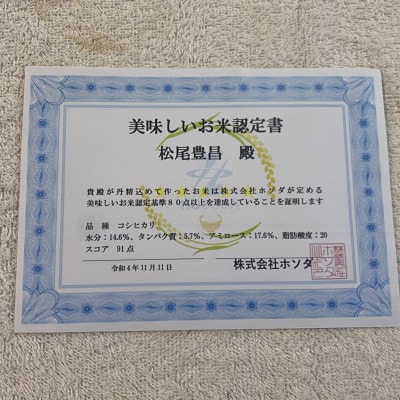 美味しいお米認定書
松尾豊昌 殿
貴殿が丹精込めて作ったお米は株式会社ホソダが定める
美味しいお米認定基準80点以上を達成していることを証明します
品 種 コシヒカリ
水分：14.6%、タンパク質：5.7%、アミロース：17.6%、脂肪酸度：20
スコア 91点
令和4年11月11日
株式会社ホソダ